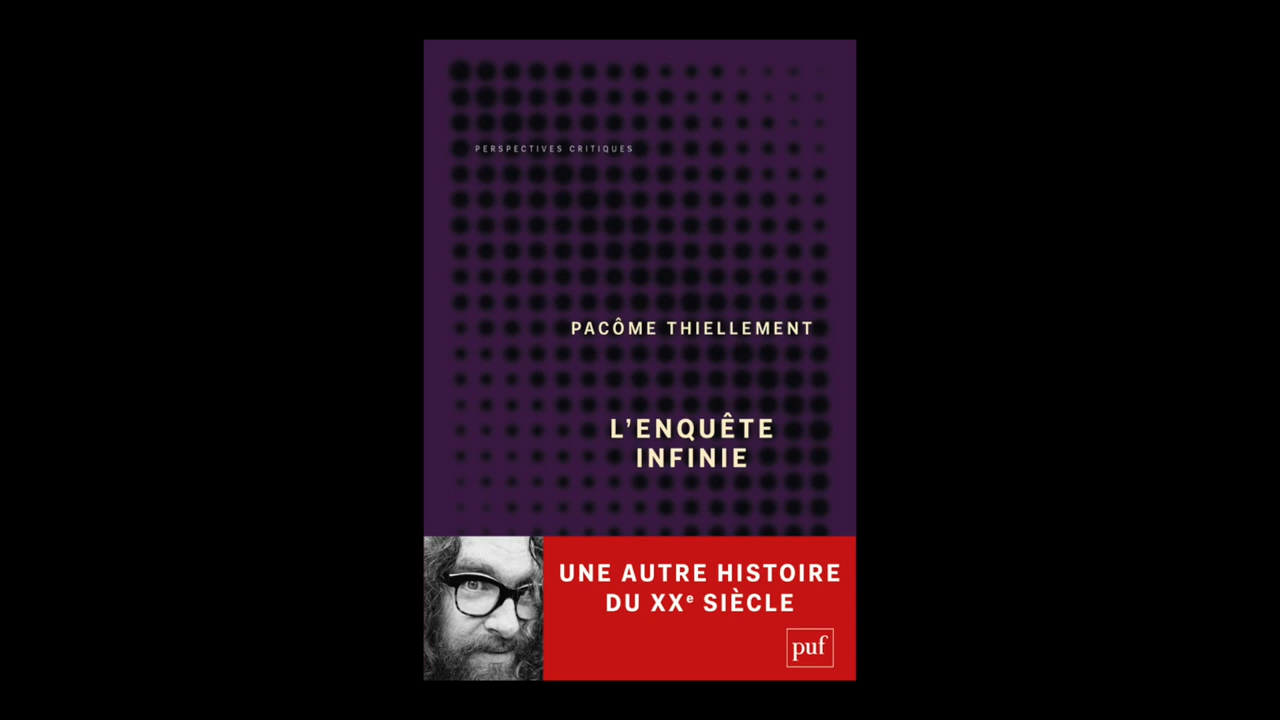 PERSPECTIVES CRITIQUES
PACÔME THIELLEMENT
L’ENQUÊTE
INFINIE
UNE AUTRE HISTOIRE
DU XXᵉ SIÈCLE
puf